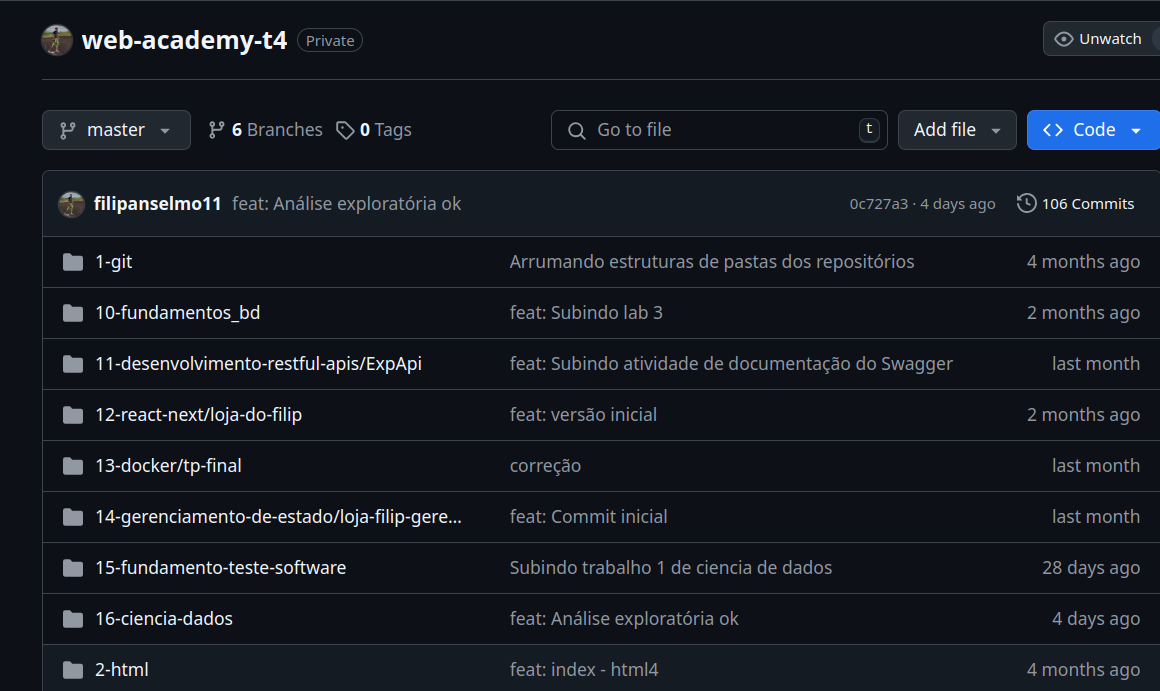 web-academy-t4 Private Unwatch
master 6 Branches 0 Tags Go to file t Add file Code
filipanselmo11 feat: Análise exploratória ok 0c727a3 · 4 days ago 106 Commits
1-git Arrumando estruturas de pastas dos repositórios 4 months ago
10-fundamentos_bd feat: Subindo lab 3 2 months ago
11-desenvolvimento-restful-apis/ExpApi feat: Subindo atividade de documentação do Swagger last month
12-react-next/loja-do-filip feat: versão inicial 2 months ago
13-docker/tp-final correção last month
14-gerenciamento-de-estado/loja-filip-gere... feat: Commit inicial last month
15-fundamento-teste-software Subindo trabalho 1 de ciencia de dados 28 days ago
16-ciencia-dados feat: Análise exploratória ok 4 days ago
2-html feat: index - html4 4 months ago